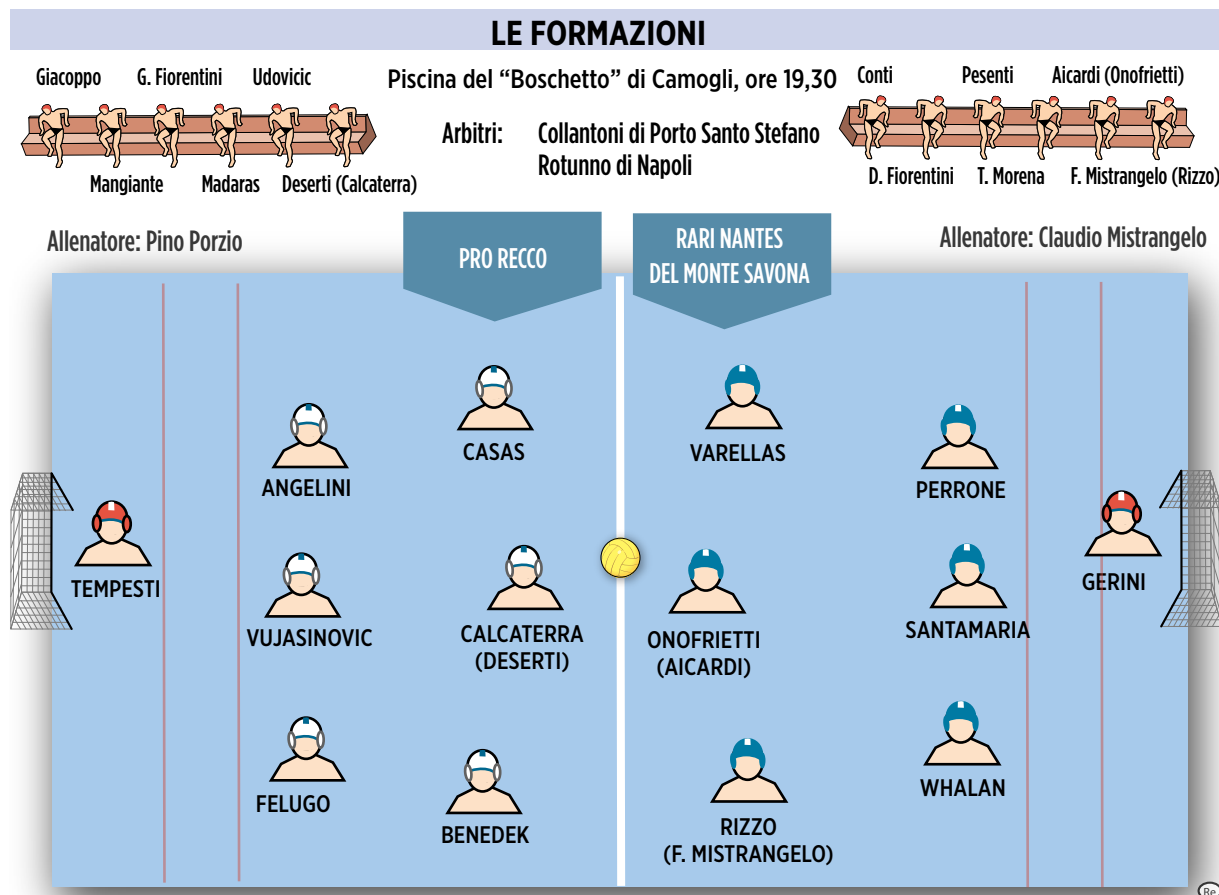 LE FORMAZIONI
Giacoppo G. Fiorentini Udovicic
Mangiante Madaras Deserti (Calcaterra)
Piscina del “Boschetto” di Camogli, ore 19,30
Arbitri: Collantoni di Porto Santo Stefano
Rotunno di Napoli
Conti Pesenti Aicardi (Onofrietti)
D. Fiorentini T. Morena F. Mistrangelo (Rizzo)
Allenatore: Pino Porzio
Allenatore: Claudio Mistrangelo
PRO RECCO
RARI NANTES
DEL MONTE SAVONA
CASAS
ANGELINI
TEMPESTI
VUJASINOVIC
CALCATERRA
(DESERTI)
FELUGO
BENEDEK
VARELLAS
PERRONE
GERINI
ONOFRIETTI
(AICARDI)
SANTAMARIA
WHALAN
RIZZO
(F. MISTRANGELO)
Re